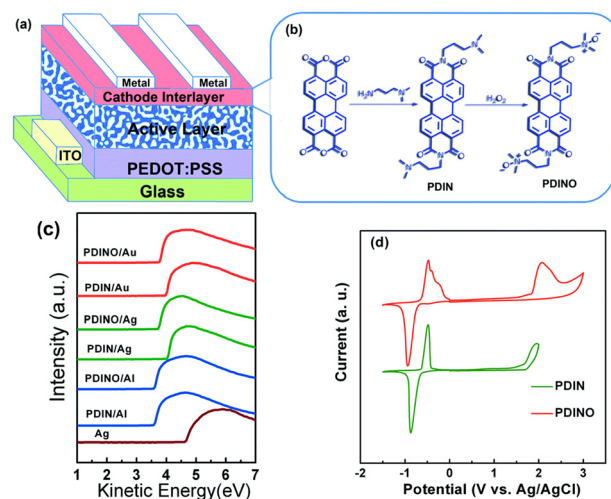 (a)
Metal
Metal
Cathode Interlayer
Active Layer
ITO
PEDOT:PSS
Glass
(b)
H₂N
N
H₂O₂
PDIN
PDINO
(c)
Intensity (a.u.)
PDINO/Au
PDIN/Au
PDINO/Ag
PDIN/Ag
PDINO/Al
PDIN/Al
Ag
1 2 3 4 5 6 7
Kinetic Energy(eV)
(d)
Current (a. u.)
PDIN
PDINO
-2 -1 0 1 2 3
Potential (V vs. Ag/AgCl)